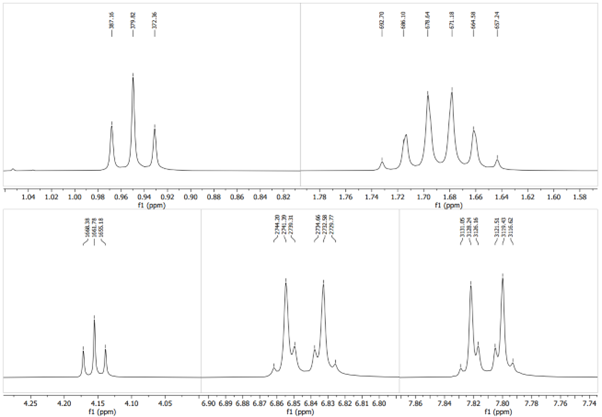 387.16 379.82 372.36
692.70 686.10 678.64 671.18 664.58 657.24
1.04 1.02 1.00 0.98 0.96 0.94 0.92 0.90 0.88 0.86 0.84 0.82
f1 (ppm)
1.78 1.76 1.74 1.72 1.70 1.68 1.66 1.64 1.62 1.60 1.58
f1 (ppm)
1668.38 1661.78 1655.18
2744.20 2741.39 2739.31 2734.66 2732.58 2729.77
3131.05 3128.24 3126.16 3121.51 3119.43 3116.62
4.25 4.20 4.15 4.10 4.05
f1 (ppm)
6.90 6.89 6.88 6.87 6.86 6.85 6.84 6.83 6.82 6.81 6.80
f1 (ppm)
7.86 7.84 7.82 7.80 7.78 7.76 7.74
f1 (ppm)